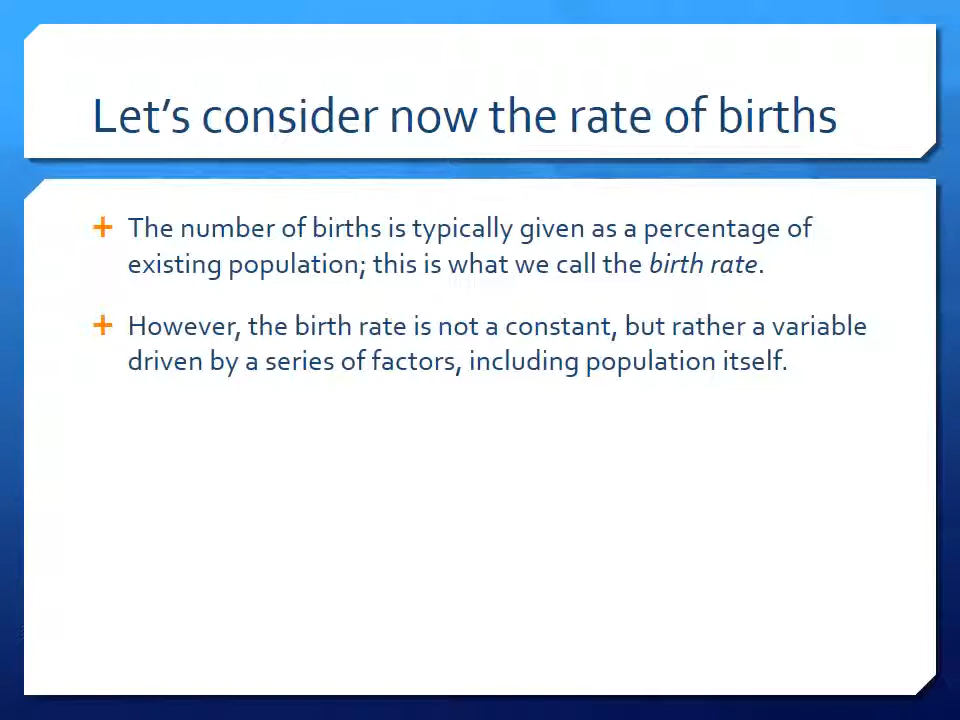 Let's consider now the rate of births
The number of births is typically given as a percentage of
existing population; this is what we call the birth rate.
However, the birth rate is not a constant, but rather a variable
driven by a series of factors, including population itself.